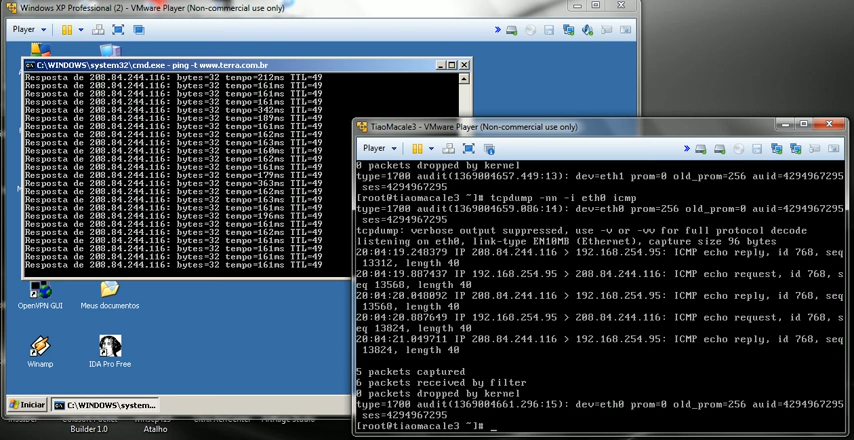 Windows XP Professional (2) - VMware Player (Non-commercial use only)
Player
C:\WINDOWS\system32\cmd.exe - ping -t www.terra.com.br
Resposta de 208.84.244.116: bytes=32 tempo=212ms TTL=49
Resposta de 208.84.244.116: bytes=32 tempo=161ms TTL=49
Resposta de 208.84.244.116: bytes=32 tempo=161ms TTL=49
Resposta de 208.84.244.116: bytes=32 tempo=342ms TTL=49
Resposta de 208.84.244.116: bytes=32 tempo=189ms TTL=49
Resposta de 208.84.244.116: bytes=32 tempo=161ms TTL=49
Resposta de 208.84.244.116: bytes=32 tempo=162ms TTL=49
Resposta de 208.84.244.116: bytes=32 tempo=161ms TTL=49
Resposta de 208.84.244.116: bytes=32 tempo=163ms TTL=49
Resposta de 208.84.244.116: bytes=32 tempo=160ms TTL=49
Resposta de 208.84.244.116: bytes=32 tempo=162ms TTL=49
Resposta de 208.84.244.116: bytes=32 tempo=161ms TTL=49
Resposta de 208.84.244.116: bytes=32 tempo=179ms TTL=49
Resposta de 208.84.244.116: bytes=32 tempo=363ms TTL=49
Resposta de 208.84.244.116: bytes=32 tempo=362ms TTL=49
Resposta de 208.84.244.116: bytes=32 tempo=163ms TTL=49
Resposta de 208.84.244.116: bytes=32 tempo=161ms TTL=49
Resposta de 208.84.244.116: bytes=32 tempo=196ms TTL=49
Resposta de 208.84.244.116: bytes=32 tempo=161ms TTL=49
Resposta de 208.84.244.116: bytes=32 tempo=161ms TTL=49
Resposta de 208.84.244.116: bytes=32 tempo=161ms TTL=49
Resposta de 208.84.244.116: bytes=32 tempo=161ms TTL=49
Resposta de 208.84.244.116: bytes=32 tempo=161ms TTL=49
Resposta de 208.84.244.116: bytes=32 tempo=161ms TTL=49
OpenVPN GUI
Meus documentos
Winamp
IDA Pro Free
Iniciar
C:\WINDOWS\system...
Builder 1.0
Atalho
TiaoMacale3 - VMware Player (Non-commercial use only)
Player
0 packets dropped by kernel
type=1700 audit(1369004657.449:13): dev=eth1 prom=0 old_prom=256 auid=4294967295
ses=4294967295
[root@tiaomacale3 ~]# tcpdump -nn -i eth0 icmp
type=1700 audit(1369004659.086:14): dev=eth0 prom=256 old_prom=0 auid=4294967295
ses=4294967295
tcpdump: verbose output suppressed, use -v or -vv for full protocol decode
listening on eth0, link-type EN10MB (Ethernet), capture size 96 bytes
20:04:19.248379 IP 208.84.244.116 > 192.168.254.95: ICMP echo reply, id 768, seq
13312, length 40
20:04:19.887437 IP 192.168.254.95 > 208.84.244.116: ICMP echo request, id 768, s
eq 13568, length 40
20:04:20.048092 IP 208.84.244.116 > 192.168.254.95: ICMP echo reply, id 768, seq
13568, length 40
20:04:20.887649 IP 192.168.254.95 > 208.84.244.116: ICMP echo request, id 768, s
eq 13824, length 40
20:04:21.049711 IP 208.84.244.116 > 192.168.254.95: ICMP echo reply, id 768, seq
13824, length 40
5 packets captured
6 packets received by filter
0 packets dropped by kernel
type=1700 audit(1369004661.296:15): dev=eth0 prom=0 old_prom=256 auid=4294967295
ses=4294967295
[root@tiaomacale3 ~]# _